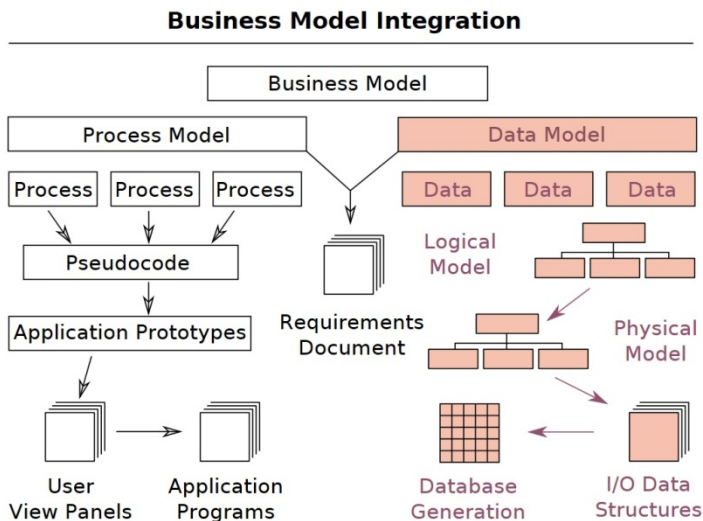 Business Model Integration
Business Model
Process Model
Data Model
Process
Process
Process
Data
Data
Data
Pseudocode
Logical
Model
Application Prototypes
Requirements
Document
Physical
Model
User
View Panels
Application
Programs
Database
Generation
I/O Data
Structures